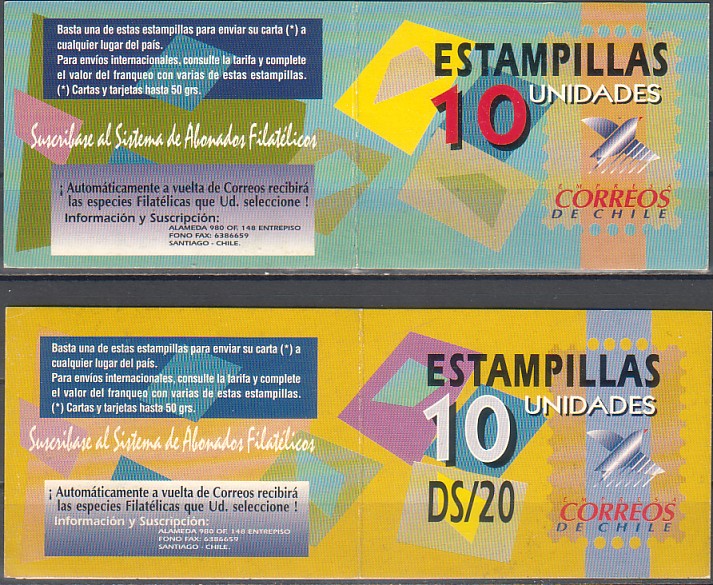 Basta una de estas estampillas para enviar su carta (*) a
cualquier lugar del país.
Para envíos internacionales, consulte la tarifa y complete
el valor del franqueo con varias de estas estampillas.
(*) Cartas y tarjetas hasta 50 grs.
Suscríbase al Sistema de Abonados Filatélicos
¡ Automáticamente a vuelta de Correos recibirá
las especies Filatélicas que Ud. seleccione !
Información y Suscripción:
ALAMEDA 980 OF. 148 ENTREPISO
FONO FAX: 6386659
SANTIAGO - CHILE.
ESTAMPILLAS
10 UNIDADES
EMPRESA
CORREOS
DE CHILE
Basta una de estas estampillas para enviar su carta (*) a
cualquier lugar del país.
Para envíos internacionales, consulte la tarifa y complete
el valor del franqueo con varias de estas estampillas.
(*) Cartas y tarjetas hasta 50 grs.
Suscríbase al Sistema de Abonados Filatélicos
¡ Automáticamente a vuelta de Correos recibirá
las especies Filatélicas que Ud. seleccione !
Información y Suscripción:
ALAMEDA 980 OF. 148 ENTREPISO
FONO FAX: 6386659
SANTIAGO - CHILE.
ESTAMPILLAS
10 UNIDADES
DS/20
EMPRESA
CORREOS
DE CHILE